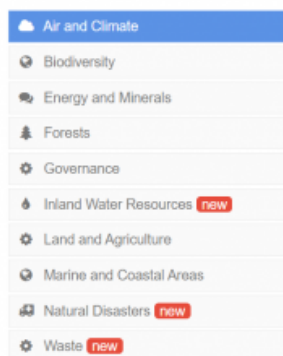 Air and Climate
Biodiversity
Energy and Minerals
Forests
Governance
Inland Water Resources new
Land and Agriculture
Marine and Coastal Areas
Natural Disasters new
Waste new